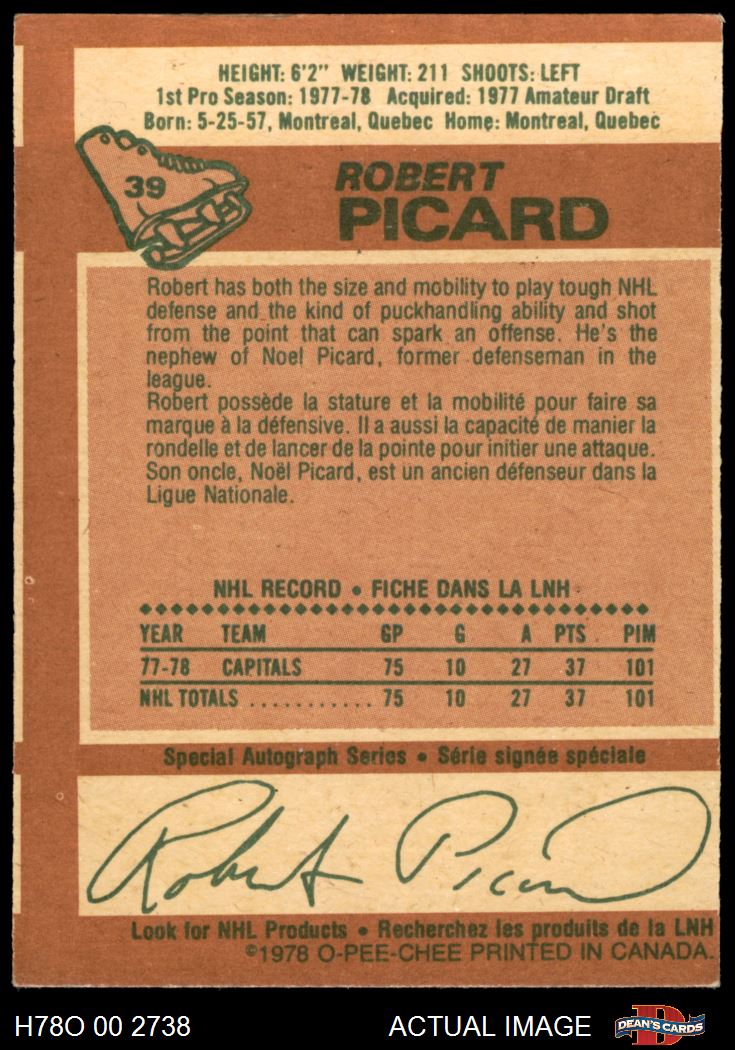 HEIGHT: 6'2" WEIGHT: 211 SHOOTS: LEFT
1st Pro Season: 1977-78 Acquired: 1977 Amateur Draft
Born: 5-25-57, Montreal, Quebec Home: Montreal, Quebec
39
ROBERT
PICARD
Robert has both the size and mobility to play tough NHL
defense and the kind of puckhandling ability and shot
from the point that can spark an offense. He's the
nephew of Noel Picard, former defenseman in the
league.
Robert possède la stature et la mobilité pour faire sa
marque à la défensive. Il a aussi la capacité de manier la
rondelle et de lancer de la pointe pour initier une attaque.
Son oncle, Noël Picard, est un ancien défenseur dans la
Ligue Nationale.
NHL RECORD • FICHE DANS LA LNH
YEAR TEAM GP G A PTS PIM
77-78 CAPITALS 75 10 27 37 101
NHL TOTALS ........... 75 10 27 37 101
Special Autograph Series • Série signée spéciale
Robert Picard
Look for NHL Products • Recherchez les produits de la LNH
©1978 O-PEE-CHEE PRINTED IN CANADA.
H78O 00 2738 ACTUAL IMAGE DEAN'S CARDS